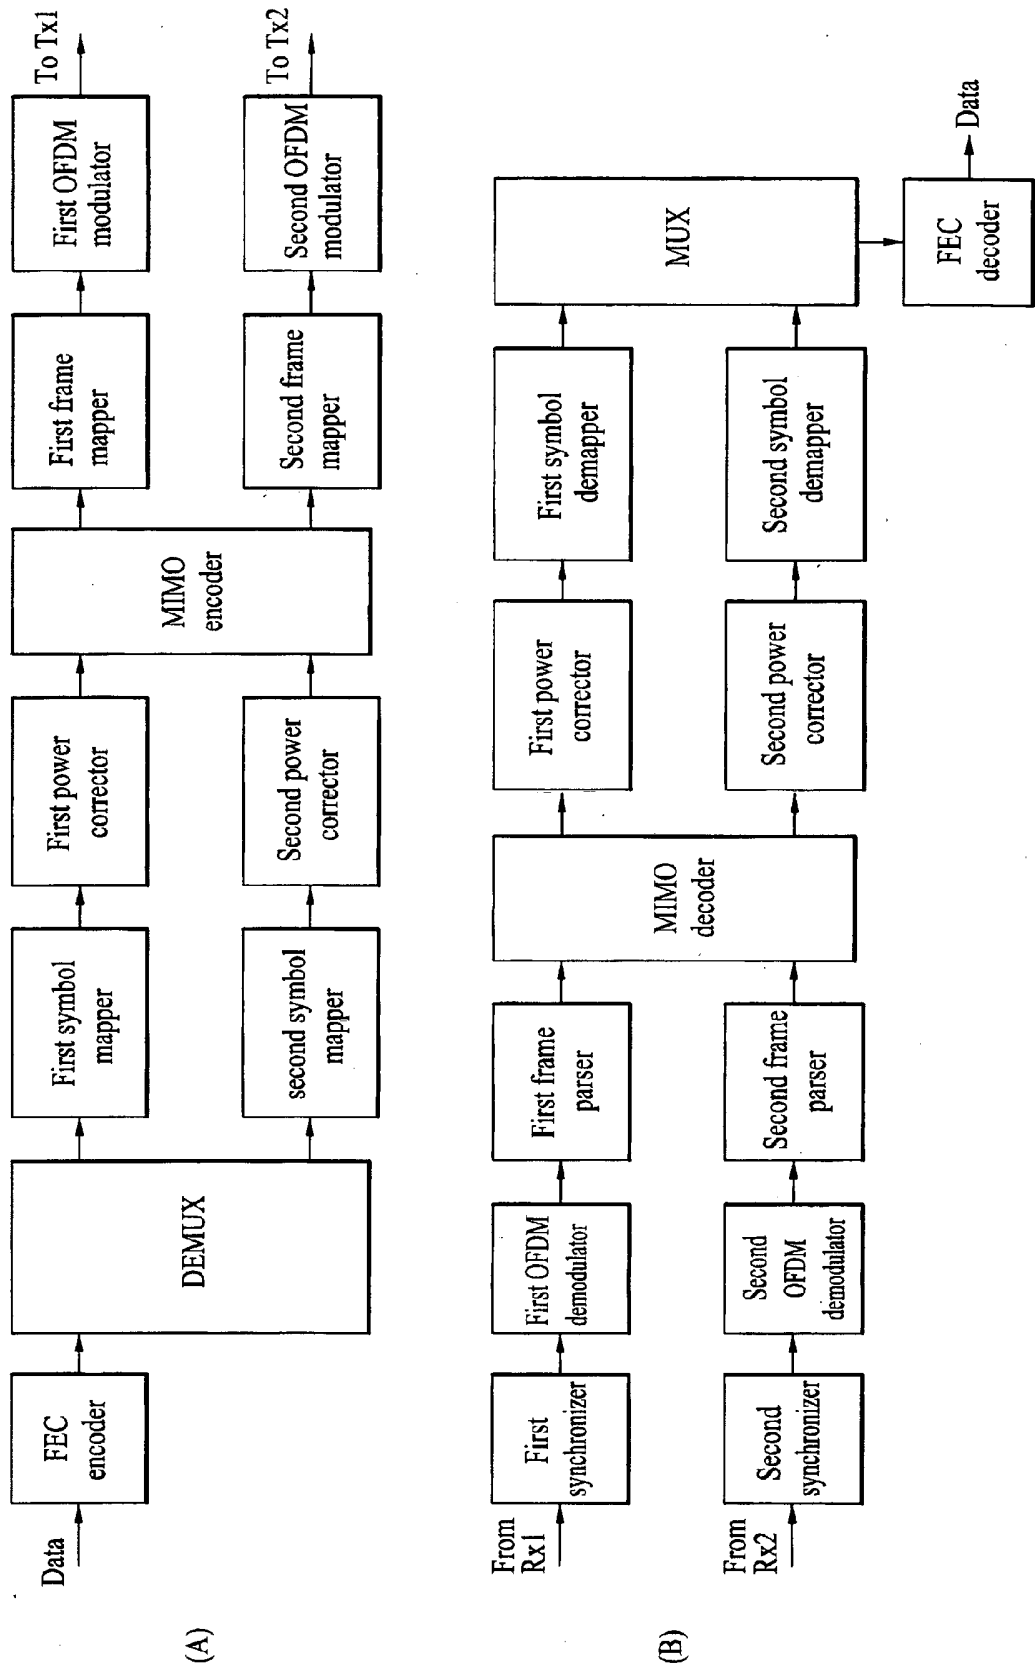 (A)
Data
FEC
encoder
DEMUX
First symbol
mapper
First power
corrector
second symbol
mapper
Second power
corrector
MIMO
encoder
First frame
mapper
First OFDM
modulator
To Tx1
Second frame
mapper
Second OFDM
modulator
To Tx2
(B)
From
Rx1
First
synchronizer
First OFDM
demodulator
First frame
parser
From
Rx2
Second
synchronizer
Second
OFDM
demodulator
Second frame
parser
MIMO
decoder
First power
corrector
First symbol
demapper
Second power
corrector
Second symbol
demapper
MUX
FEC
decoder
Data